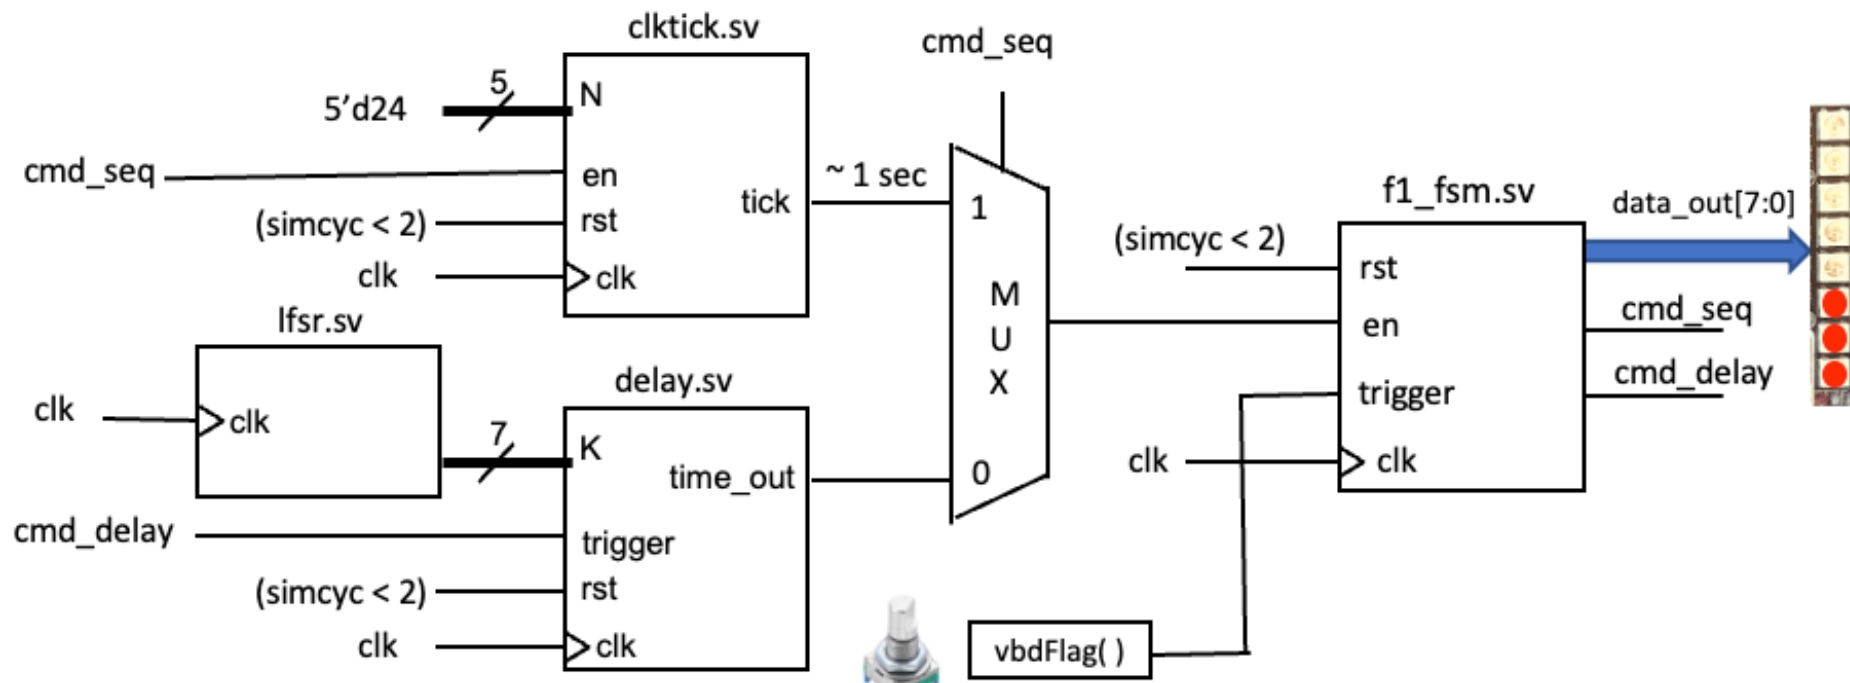 clktick.sv
cmd_seq
5
N
5'd24
cmd_seq
en
~ 1 sec
tick
1
(simcyc < 2)
rst
clk
clk
f1_fsm.sv
data_out[7:0]
(simcyc < 2)
rst
cmd_seq
en
cmd_delay
trigger
clk
clk
M
U
X
0
lfsr.sv
clk
clk
delay.sv
7
K
time_out
cmd_delay
trigger
(simcyc < 2)
rst
clk
clk
vbdFlag( )